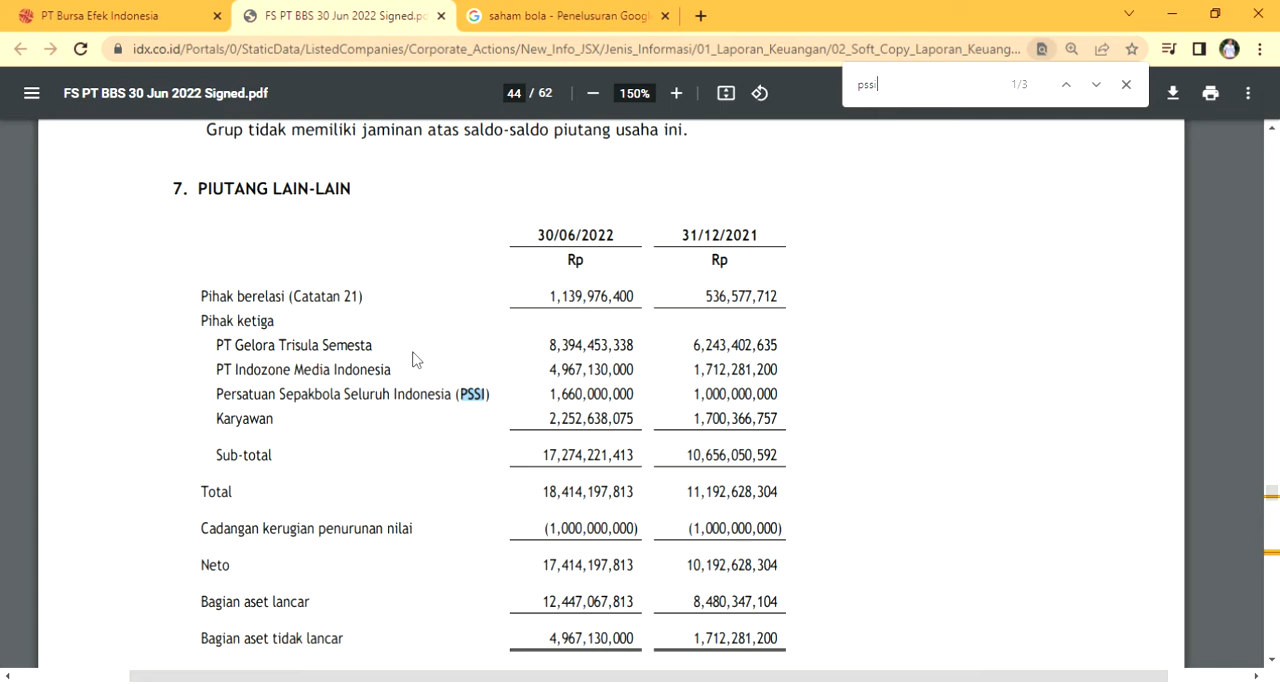 PT Bursa Efek Indonesia
FS PT BBS 30 Jun 2022 Signed.pd
saham bola - Penelusuran Googl
idx.co.id/Portals/0/StaticData/ListedCompanies/Corporate_Actions/New_Info_JSX/Jenis_Informasi/01_Laporan_Keuangan/02_Soft_Copy_Laporan_Keuang...
pssi 1/3
FS PT BBS 30 Jun 2022 Signed.pdf 44 / 62 150%
Grup tidak memiliki jaminan atas saldo-saldo piutang usaha ini.
7. PIUTANG LAIN-LAIN
30/06/2022 31/12/2021
Rp Rp
Pihak berelasi (Catatan 21) 1,139,976,400 536,577,712
Pihak ketiga
PT Gelora Trisula Semesta 8,394,453,338 6,243,402,635
PT Indozone Media Indonesia 4,967,130,000 1,712,281,200
Persatuan Sepakbola Seluruh Indonesia (PSSI) 1,660,000,000 1,000,000,000
Karyawan 2,252,638,075 1,700,366,757
Sub-total 17,274,221,413 10,656,050,592
Total 18,414,197,813 11,192,628,304
Cadangan kerugian penurunan nilai (1,000,000,000) (1,000,000,000)
Neto 17,414,197,813 10,192,628,304
Bagian aset lancar 12,447,067,813 8,480,347,104
Bagian aset tidak lancar 4,967,130,000 1,712,281,200